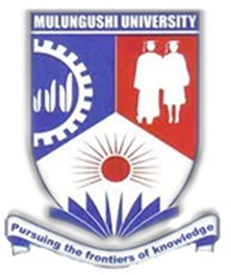 MULUNGUSHI UNIVERSITY
Pursuing the frontiers of knowledge